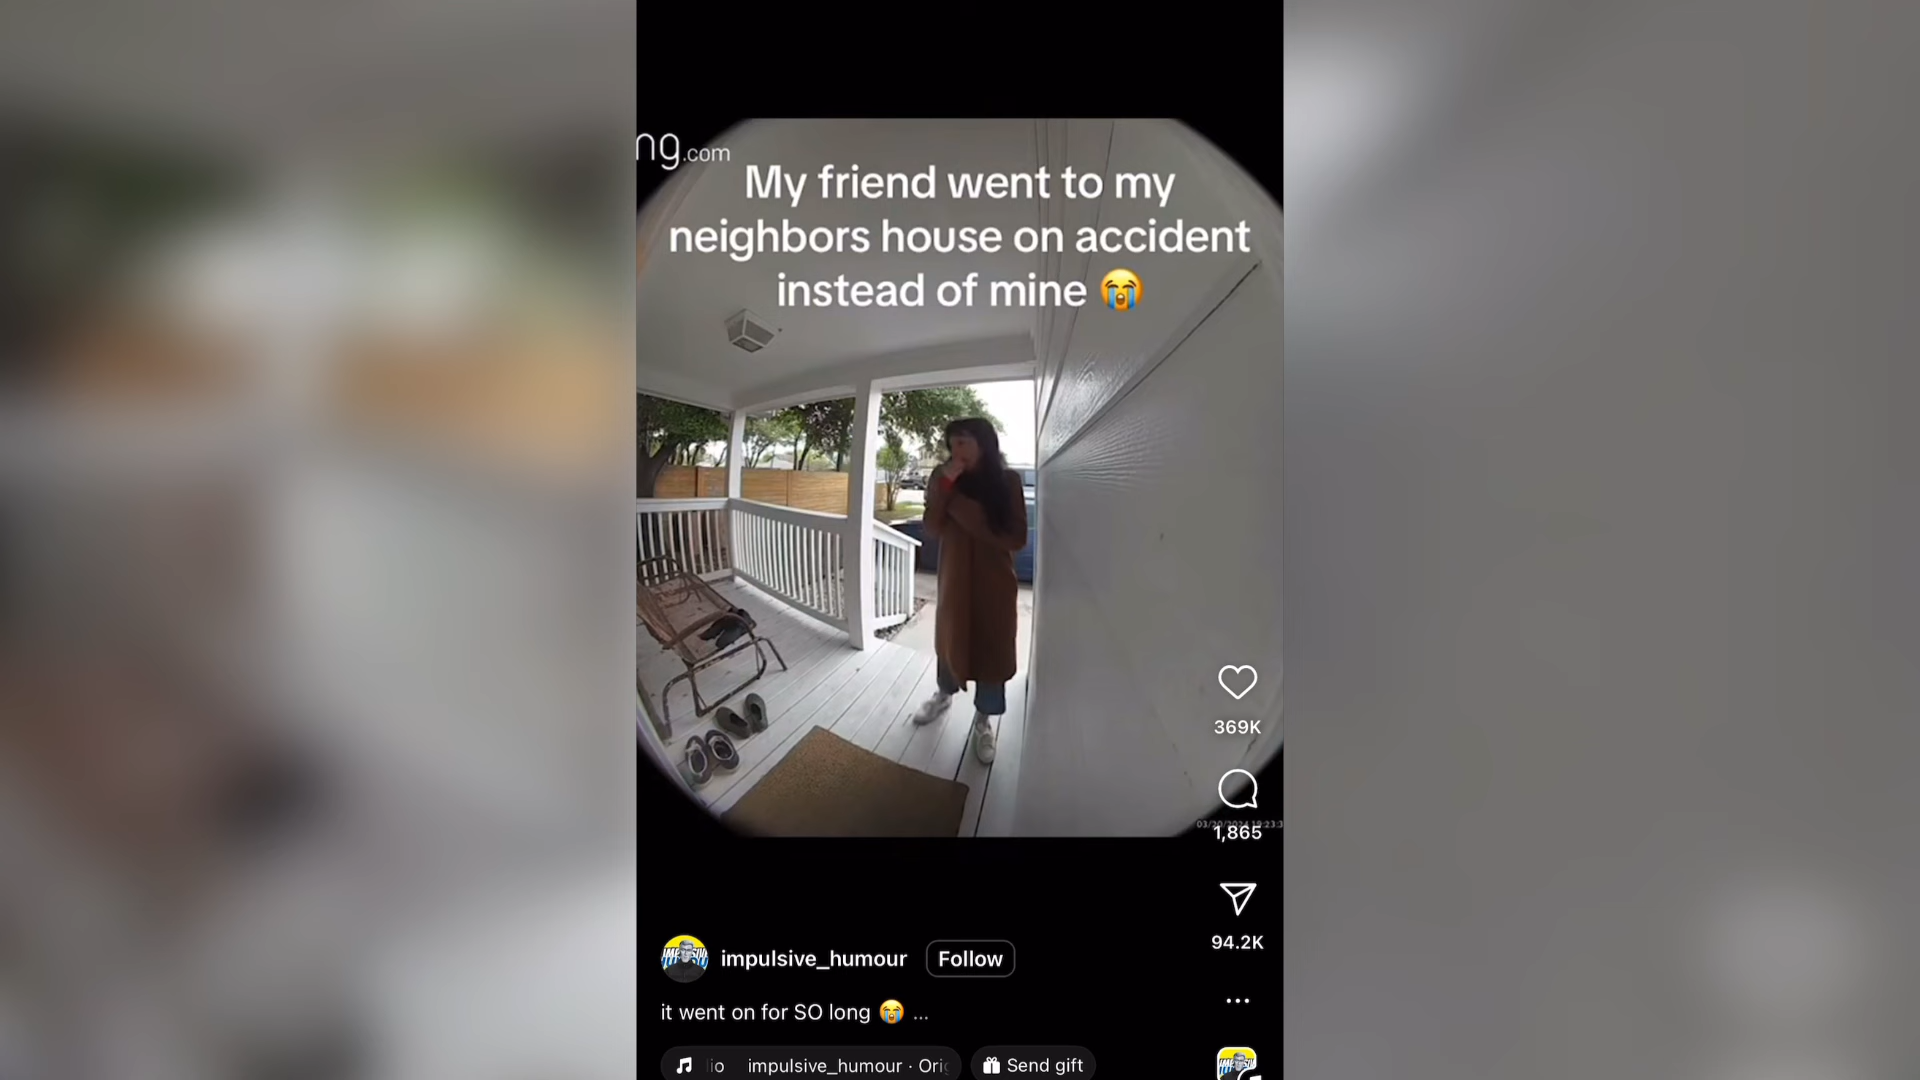 ng.com
My friend went to my
neighbors house on accident
instead of mine 😭
369K
1,865
94.2K
impulsive_humour
Follow
it went on for SO long 😭 ...
impulsive_humour · Orig
Send gift